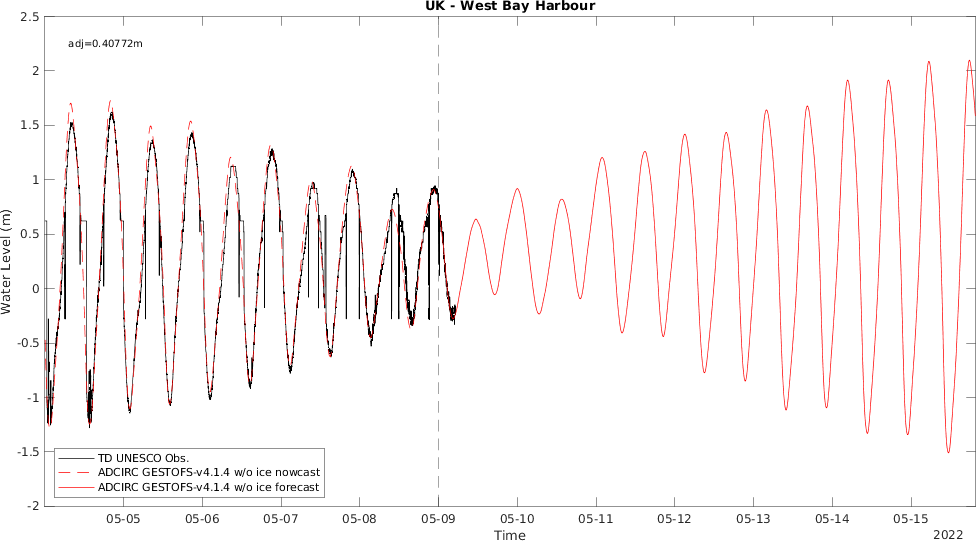 UK - West Bay Harbour
adj=0.40772m
2.5
2
1.5
1
0.5
0
-0.5
-1
-1.5
-2
Water Level (m)
TD UNESCO Obs.
ADCIRC GESTOFS-v4.1.4 w/o ice nowcast
ADCIRC GESTOFS-v4.1.4 w/o ice forecast
05-05 05-06 05-07 05-08 05-09 05-10 05-11 05-12 05-13 05-14 05-15
Time
2022